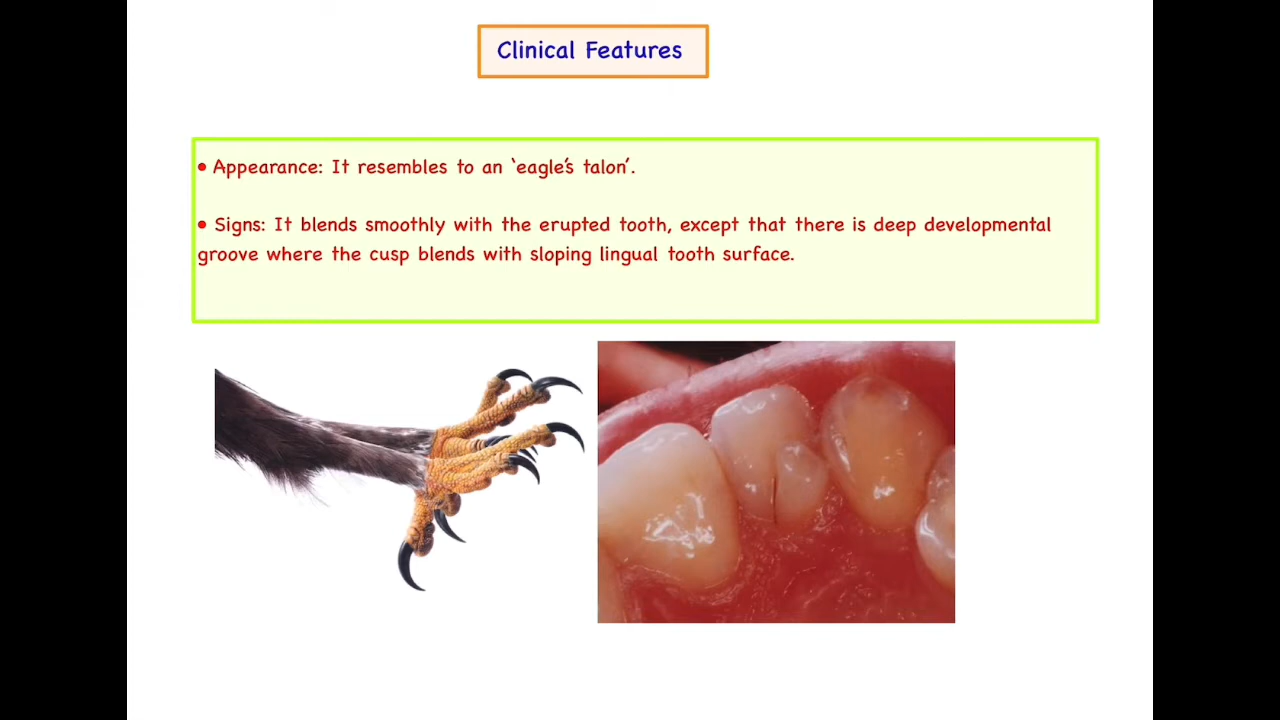 Clinical Features
• Appearance: It resembles to an ‘eagle’s talon’.
• Signs: It blends smoothly with the erupted tooth, except that there is deep developmental
groove where the cusp blends with sloping lingual tooth surface.